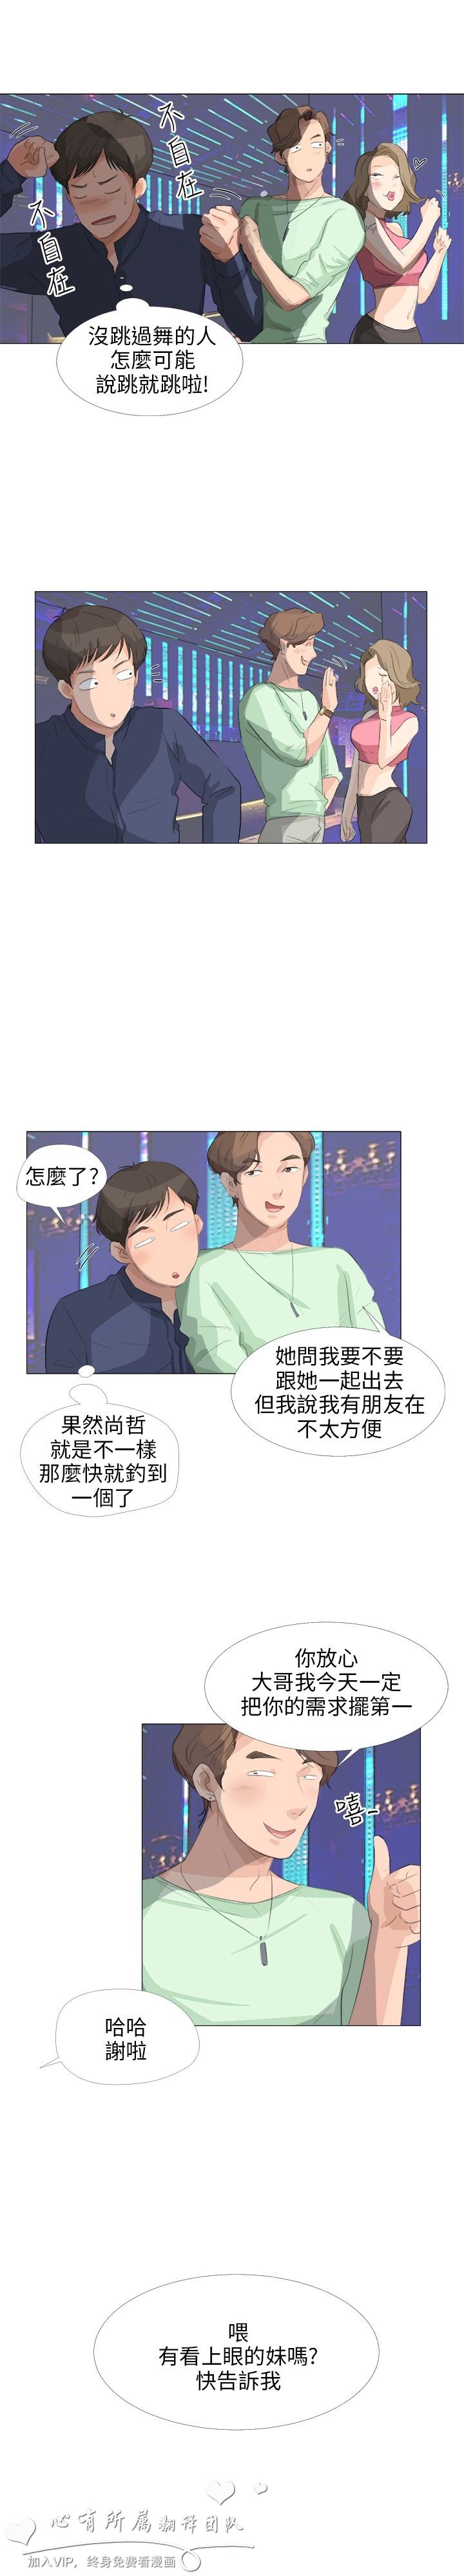 不自在
不自在
沒跳過舞的人
怎麼可能
說跳就跳啦!
怎麼了?
她問我要不要
跟她一起出去
但我說我有朋友在
不太方便
果然尚哲
就是不一樣
那麼快就釣到
一個了
你放心
大哥我今天一定
把你的需求擺第一
嘻-
哈哈
謝啦
喂
有看上眼的妹嗎?
快告訴我
心有所属翻译团队
加入VIP，终身免费看漫画